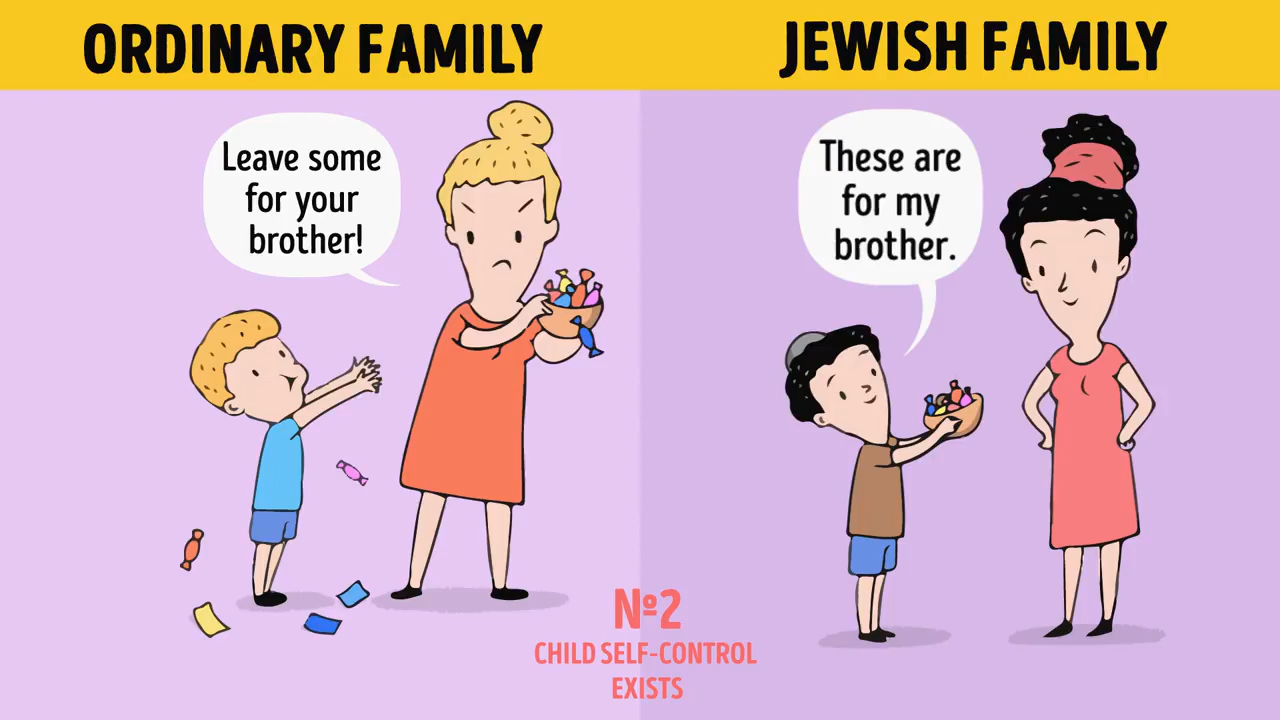 ORDINARY FAMILY
JEWISH FAMILY
Leave some
for your
brother!
These are
for my
brother.
№2
CHILD SELF-CONTROL
EXISTS